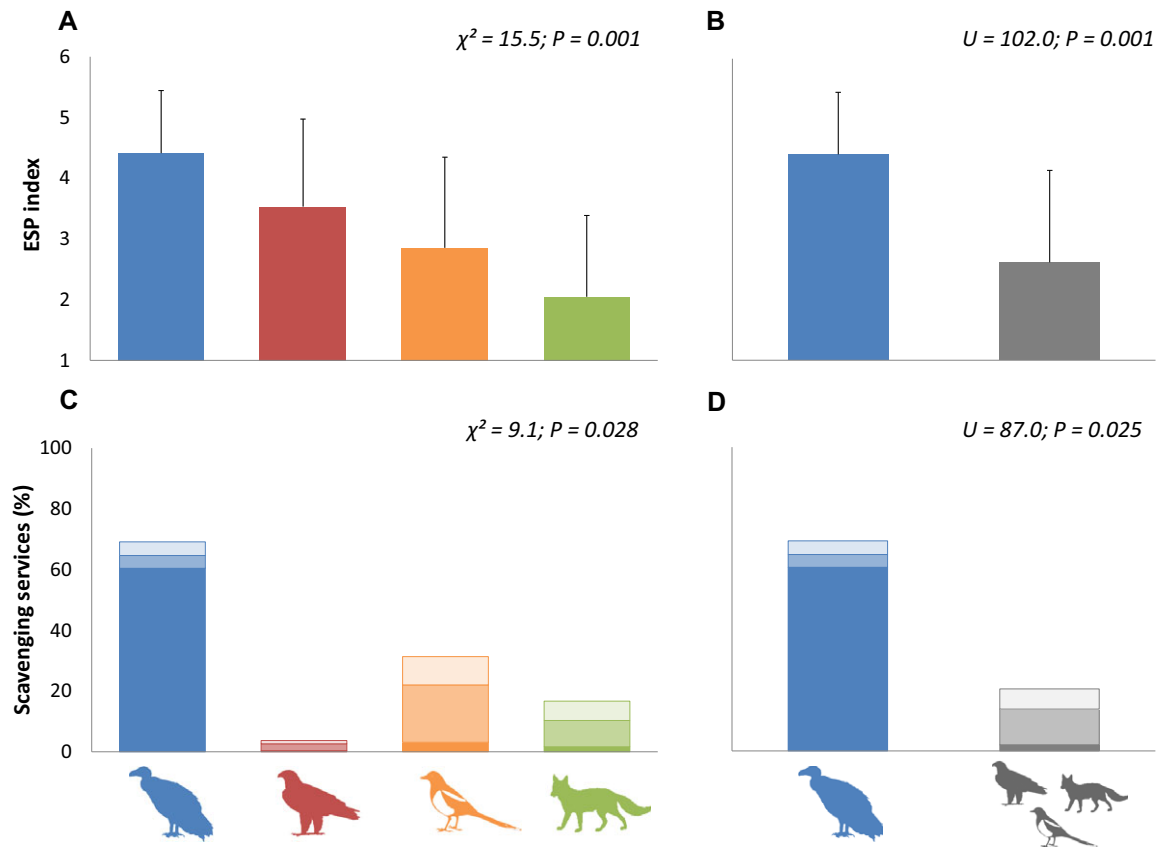 A
χ² = 15.5; P = 0.001
6
5
4
3
2
1
ESP index
B
U = 102.0; P = 0.001
C
χ² = 9.1; P = 0.028
100
80
60
40
20
0
Scavenging services (%)
D
U = 87.0; P = 0.025